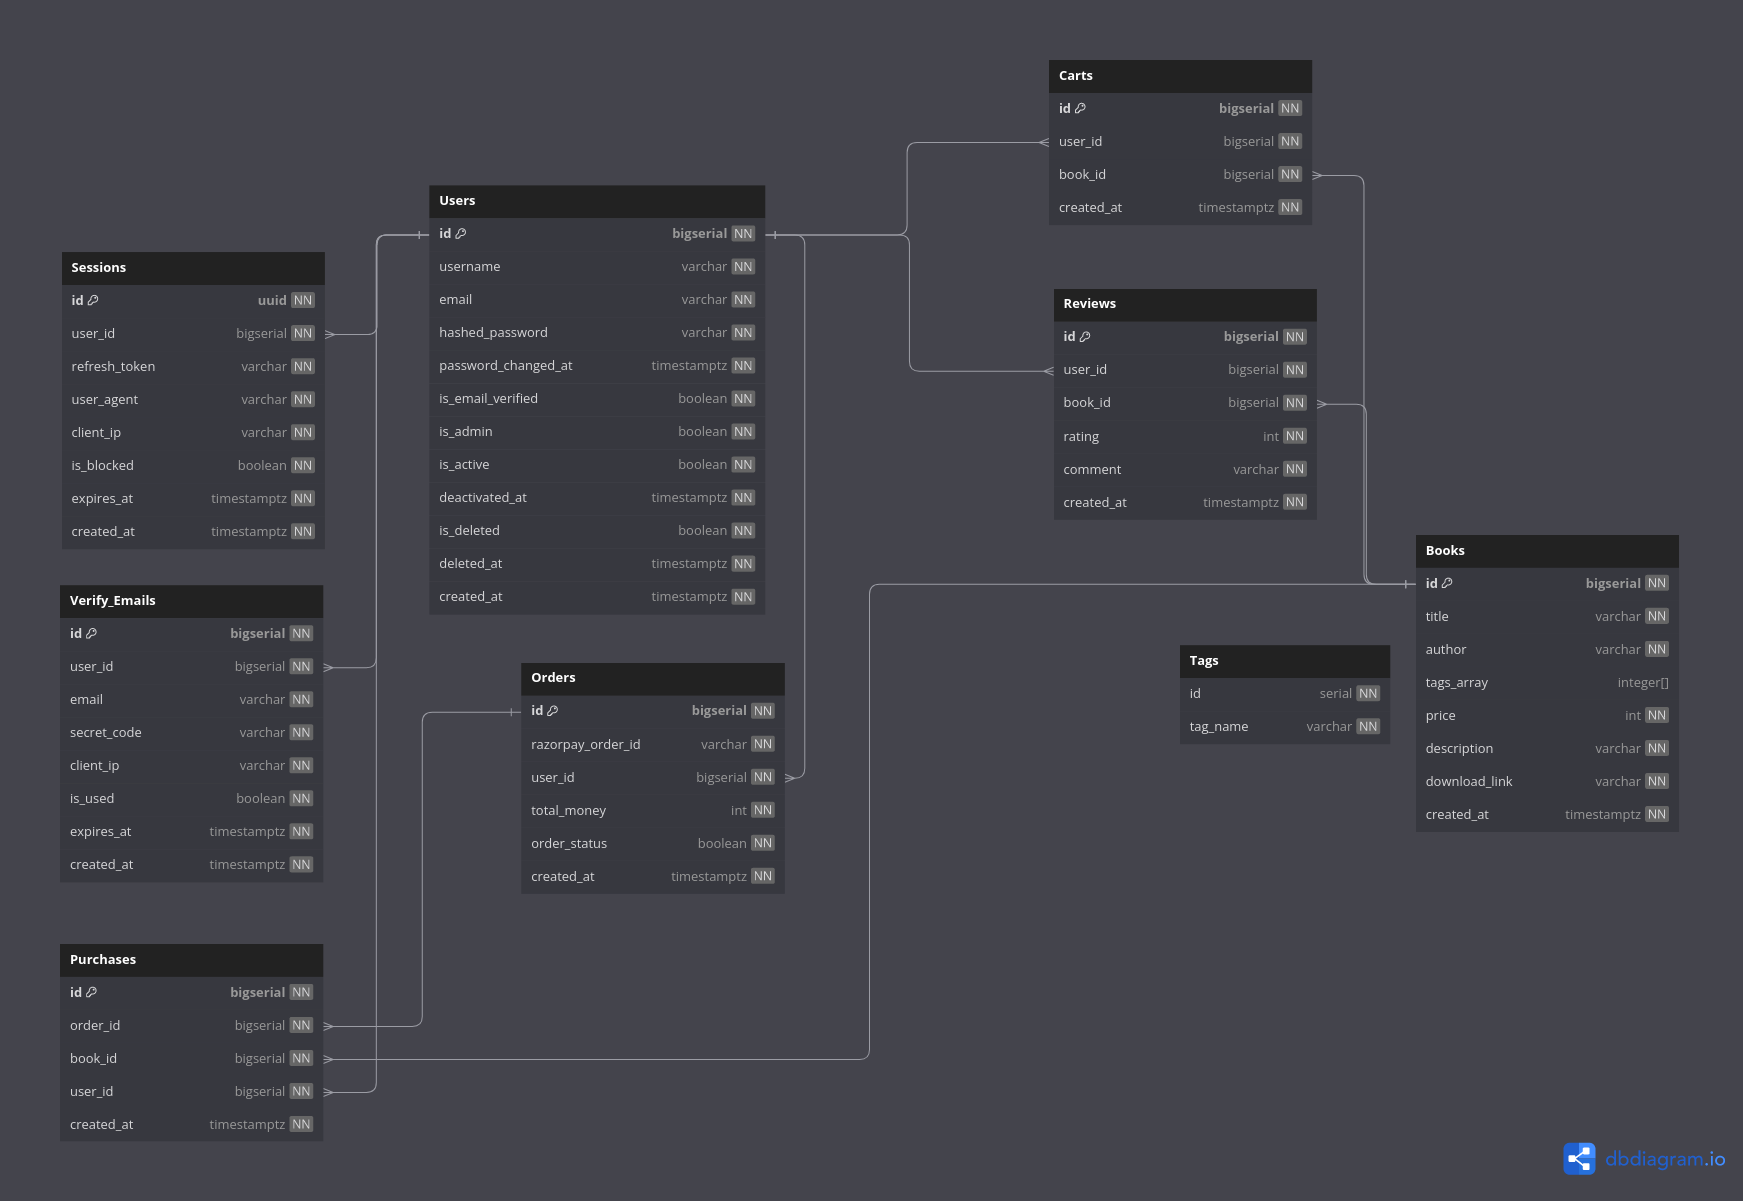 Carts
id bigserial NN
user_id bigserial NN
book_id bigserial NN
created_at timestamptz NN
Users
id bigserial NN
username varchar NN
email varchar NN
hashed_password varchar NN
password_changed_at timestamptz NN
is_email_verified boolean NN
is_admin boolean NN
is_active boolean NN
deactivated_at timestamptz NN
is_deleted boolean NN
deleted_at timestamptz NN
created_at timestamptz NN
Sessions
id uuid NN
user_id bigserial NN
refresh_token varchar NN
user_agent varchar NN
client_ip varchar NN
is_blocked boolean NN
expires_at timestamptz NN
created_at timestamptz NN
Reviews
id bigserial NN
user_id bigserial NN
book_id bigserial NN
rating int NN
comment varchar NN
created_at timestamptz NN
Books
id bigserial NN
title varchar NN
author varchar NN
tags_array integer[]
price int NN
description varchar NN
download_link varchar NN
created_at timestamptz NN
Verify_Emails
id bigserial NN
user_id bigserial NN
email varchar NN
secret_code varchar NN
client_ip varchar NN
is_used boolean NN
expires_at timestamptz NN
created_at timestamptz NN
Tags
id serial NN
tag_name varchar NN
Orders
id bigserial NN
razorpay_order_id varchar NN
user_id bigserial NN
total_money int NN
order_status boolean NN
created_at timestamptz NN
Purchases
id bigserial NN
order_id bigserial NN
book_id bigserial NN
user_id bigserial NN
created_at timestamptz NN
dbdiagram.io